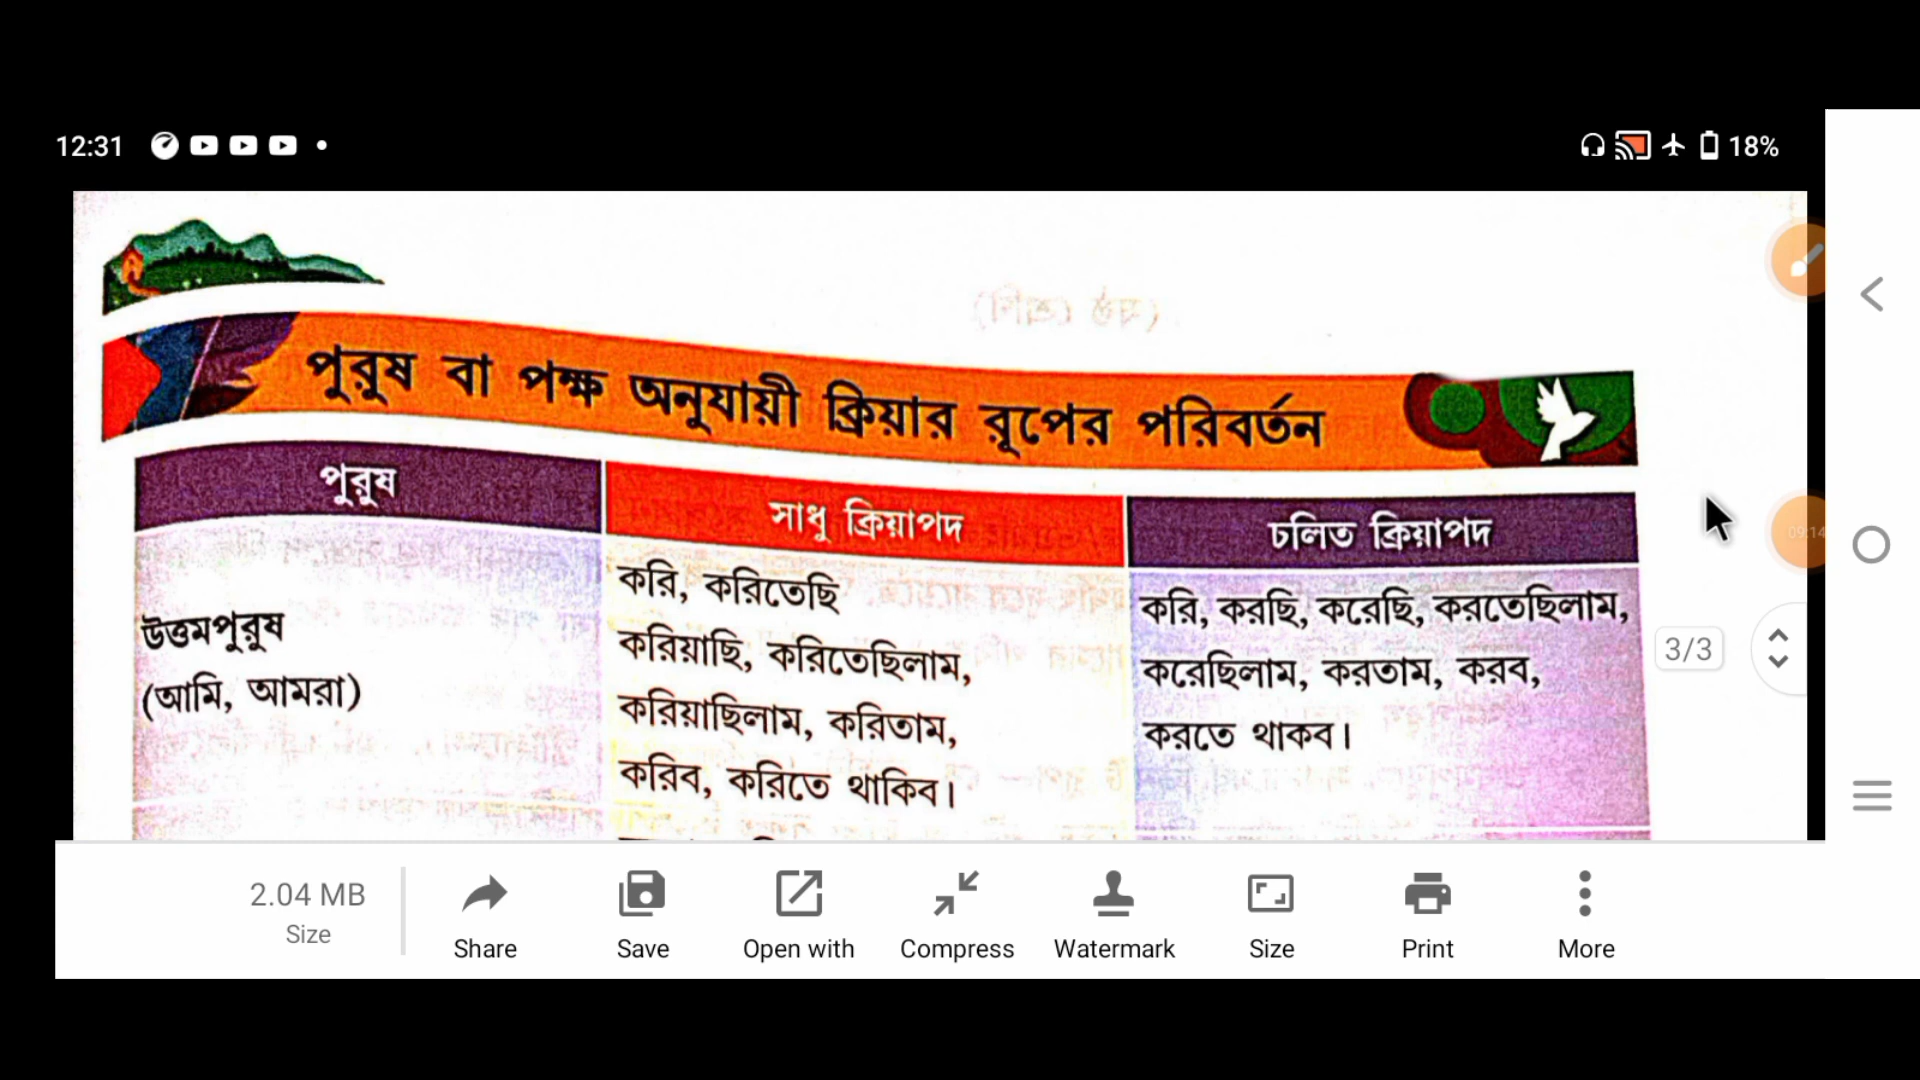 12:31
18%
পুরুষ বা পক্ষ অনুযায়ী ক্রিয়ার রূপের পরিবর্তন
পুরুষ
সাধু ক্রিয়াপদ
চলিত ক্রিয়াপদ
উত্তমপুরুষ
(আমি, আমরা)
করি, করিতেছি
করিয়াছি, করিতেছিলাম,
করিয়াছিলাম, করিতাম,
করিব, করিতে থাকিব।
করি, করছি, করেছি, করতেছিলাম,
করেছিলাম, করতাম, করব,
করতে থাকব।
09:14
3/3
2.04 MB
Size
Share
Save
Open with
Compress
Watermark
Size
Print
More